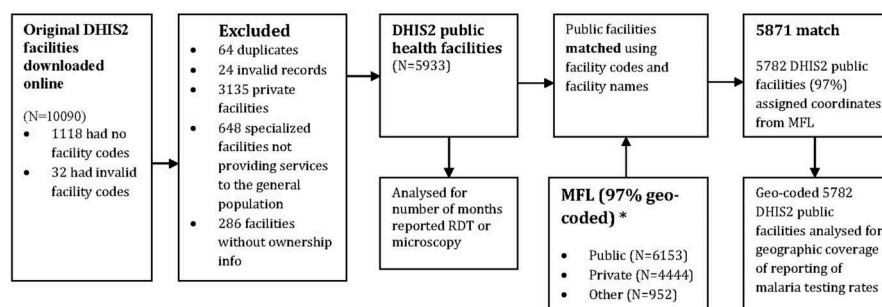 Original DHIS2
facilities
downloaded
online
(N=10090)
• 1118 had no
facility codes
• 32 had invalid
facility codes
Excluded
• 64 duplicates
• 24 invalid records
• 3135 private
facilities
• 648 specialized
facilities not
providing services
to the general
population
• 286 facilities
without ownership
info
DHIS2 public
health facilities
(N=5933)
Analysed for
number of months
reported RDT or
microscopy
Public facilities
matched using
facility codes and
facility names
MFL (97% geo-
coded) *
• Public (N=6153)
• Private (N=4444)
• Other (N=952)
5871 match
5782 DHIS2 public
facilities (97%)
assigned coordinates
from MFL
Geo-coded 5782
DHIS2 public
facilities analysed for
geographic coverage
of reporting of
malaria testing rates